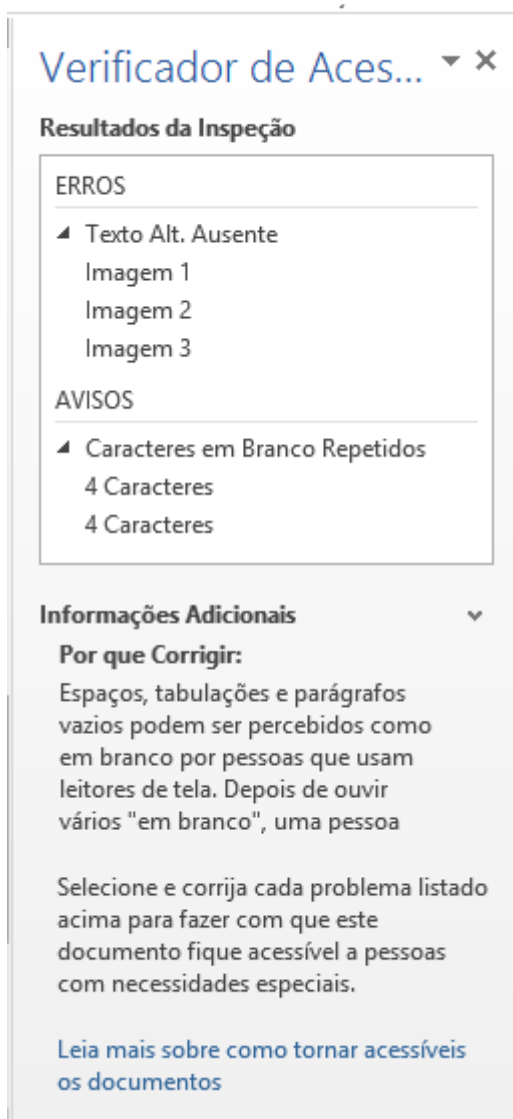 Verificador de Aces...
Resultados da Inspeção
ERROS
Texto Alt. Ausente
Imagem 1
Imagem 2
Imagem 3
AVISOS
Caracteres em Branco Repetidos
4 Caracteres
4 Caracteres
Informações Adicionais
Por que Corrigir:
Espaços, tabulações e parágrafos
vazios podem ser percebidos como
em branco por pessoas que usam
leitores de tela. Depois de ouvir
vários "em branco", uma pessoa
Selecione e corrija cada problema listado
acima para fazer com que este
documento fique acessível a pessoas
com necessidades especiais.
Leia mais sobre como tornar acessíveis
os documentos